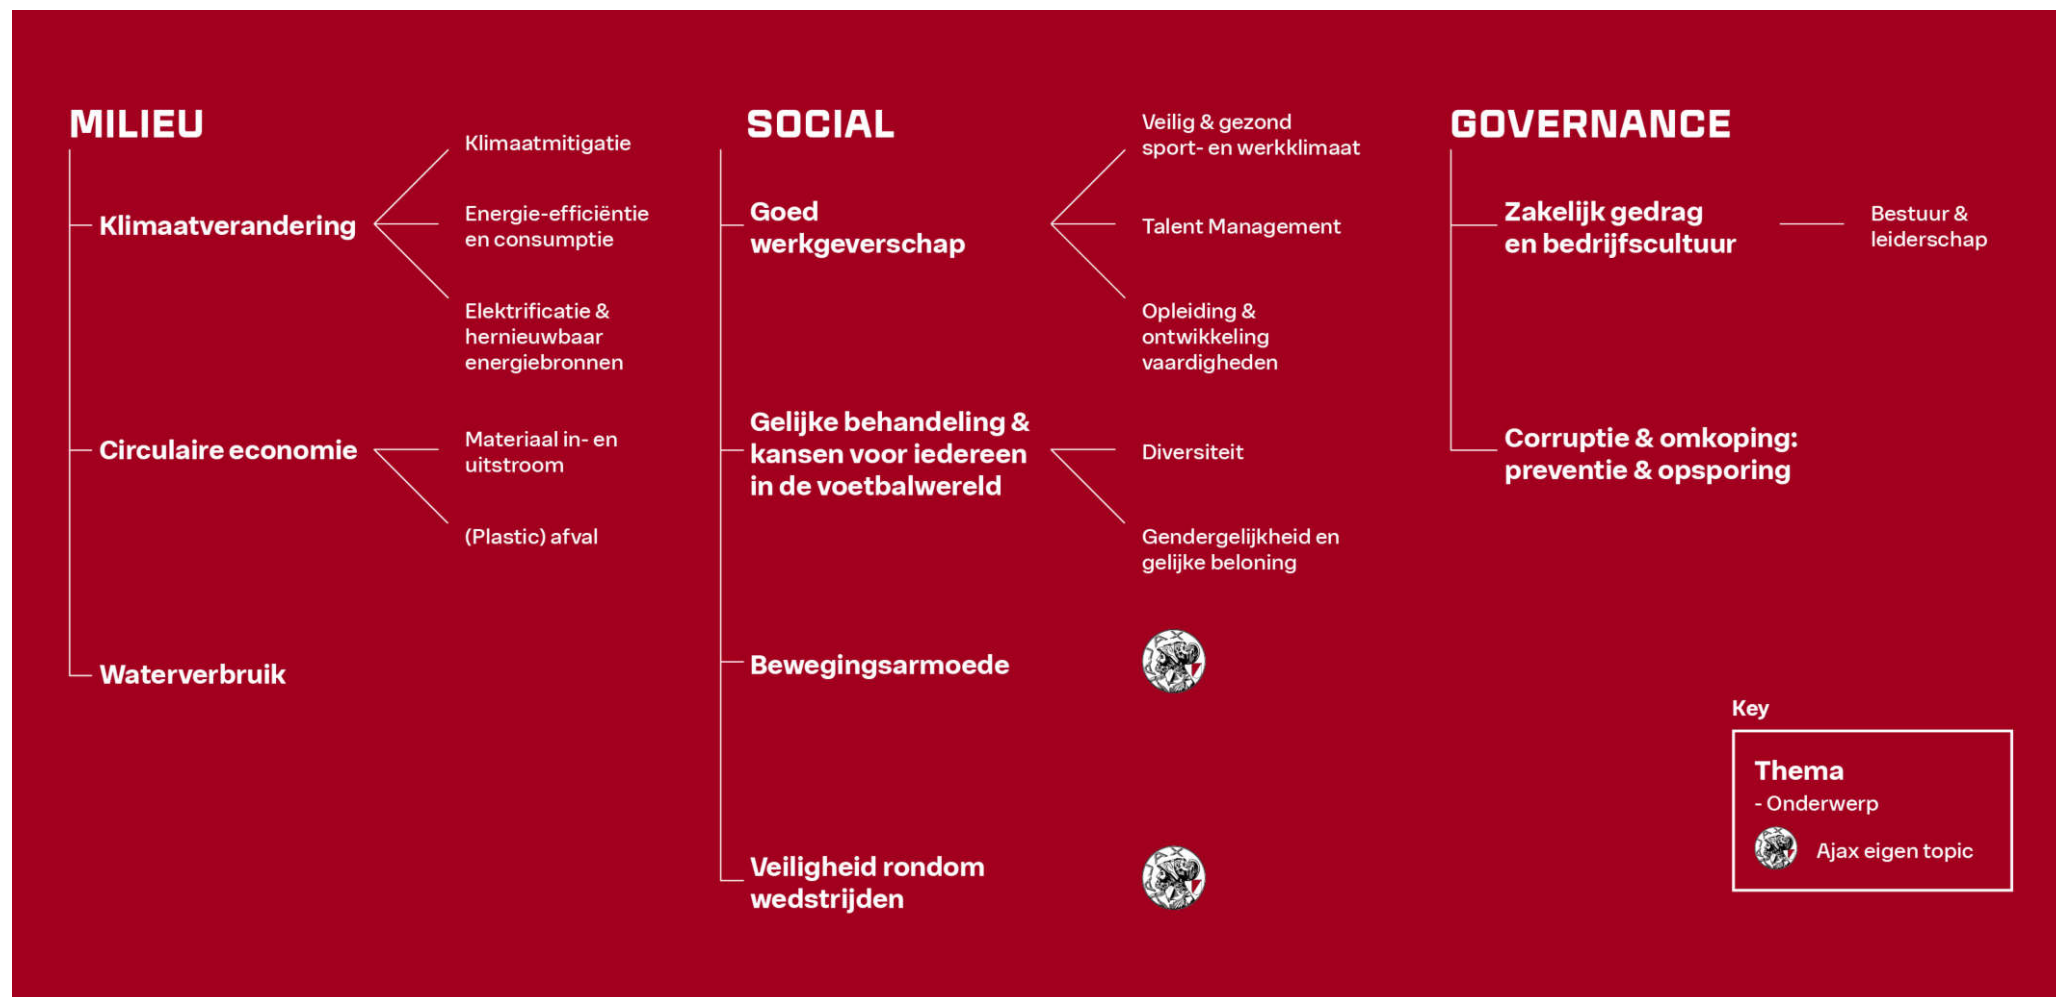 MILIEU
Klimaatverandering
Klimaatmitigatie
Energie-efficiëntie
en consumptie
Elektrificatie &
hernieuwbaar
energiebronnen
Circulaire economie
Materiaal in- en
uitstroom
(Plastic) afval
Waterverbruik
SOCIAL
Goed
werkgeverschap
Veilig & gezond
sport- en werkklimaat
Talent Management
Opleiding &
ontwikkeling
vaardigheden
Gelijke behandeling &
kansen voor iedereen
in de voetbalwereld
Diversiteit
Gendergelijkheid en
gelijke beloning
Bewegingsarmoede
Veiligheid rondom
wedstrijden
GOVERNANCE
Zakelijk gedrag
en bedrijfscultuur
Bestuur &
leiderschap
Corruptie & omkoping:
preventie & opsporing
Key
Thema
- Onderwerp
Ajax eigen topic